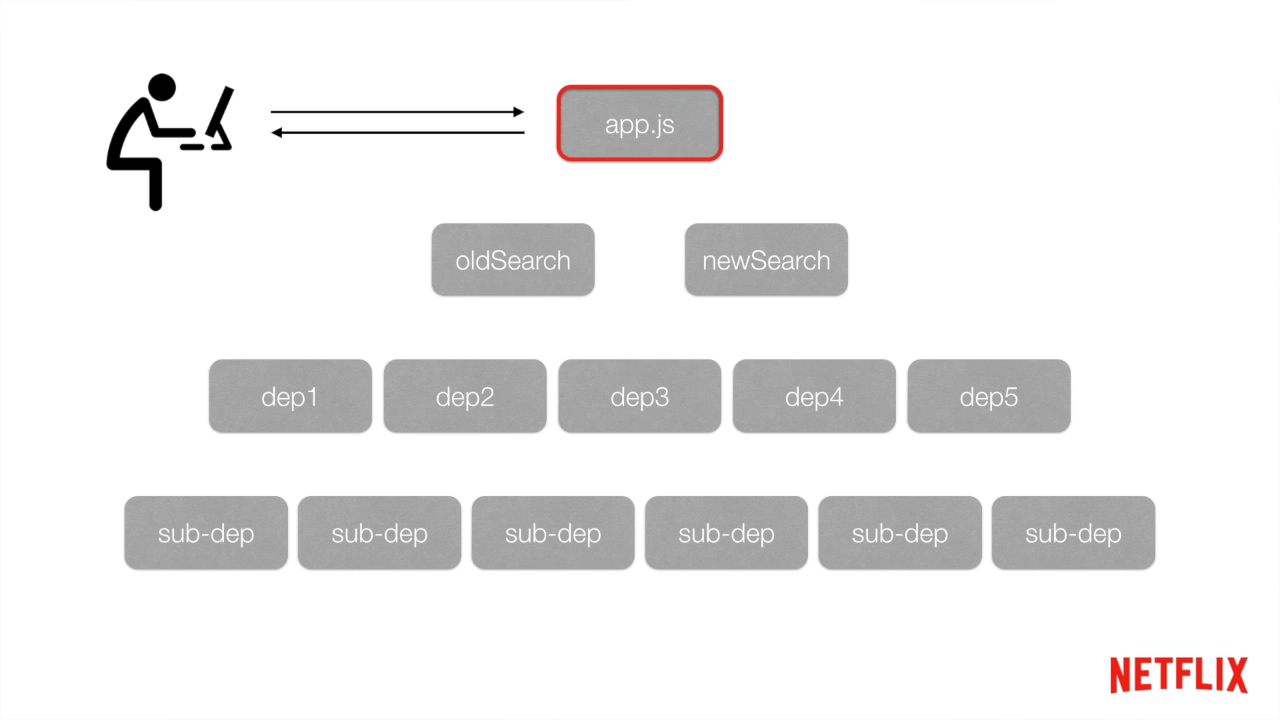 app.js
oldSearch newSearch
dep1 dep2 dep3 dep4 dep5
sub-dep sub-dep sub-dep sub-dep sub-dep sub-dep
NETFLIX